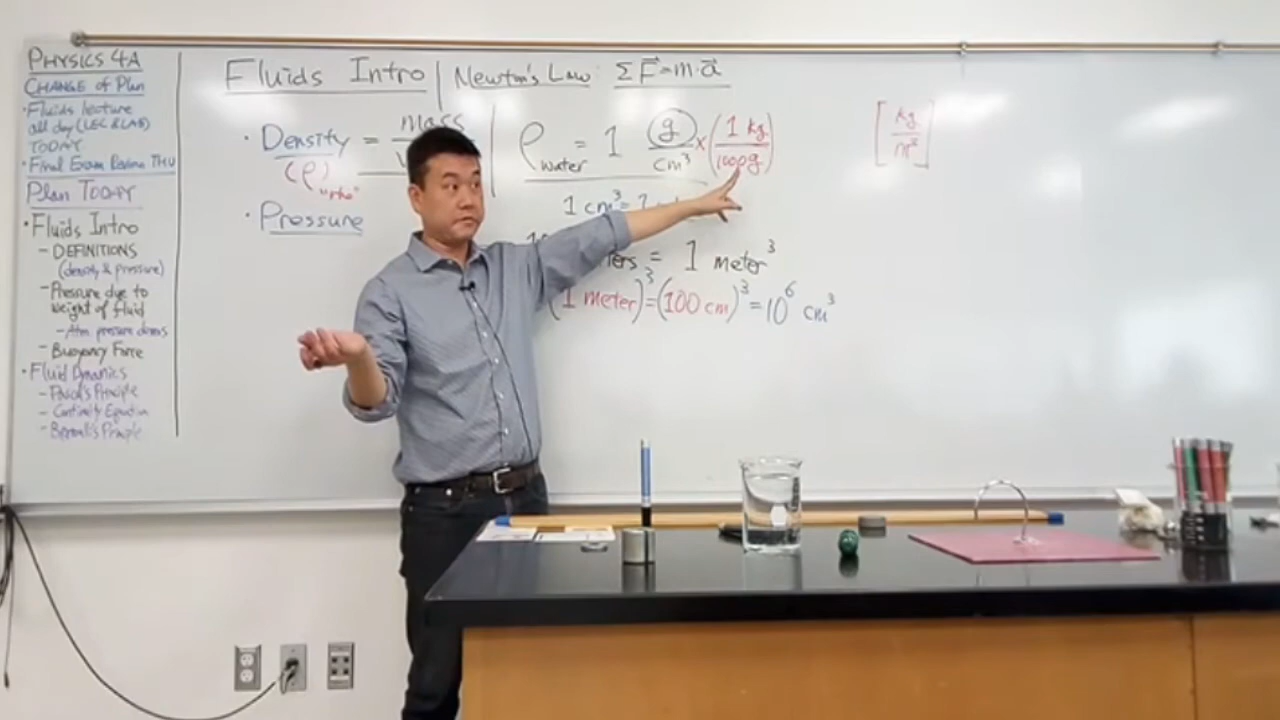 PHYSICS 4A
CHANGE of Plan
• Fluids lecture
all day (LEC & LAB)
TODAY
• Final Exam Review THU
Plan TODAY
• Fluids Intro
- DEFINITIONS
(density & pressure)
- Pressure due to
weight of fluid
- Atm. pressure demos
- Buoyancy Force
• Fluid Dynamics
- Pascal's Principle
- Continuity Equation
- Bernoulli's Principle
Fluids Intro | Newton's Law: ΣF⃗ = m·a⃗
• Density = mass
(ρ) "rho"
• Pressure
ρ water = 1 g/cm³ × (1 kg/1000g)
[kg/m³]
1 cm³ =
= 1 meter³
(1 meter)³ = (100 cm)³ = 10⁶ cm³